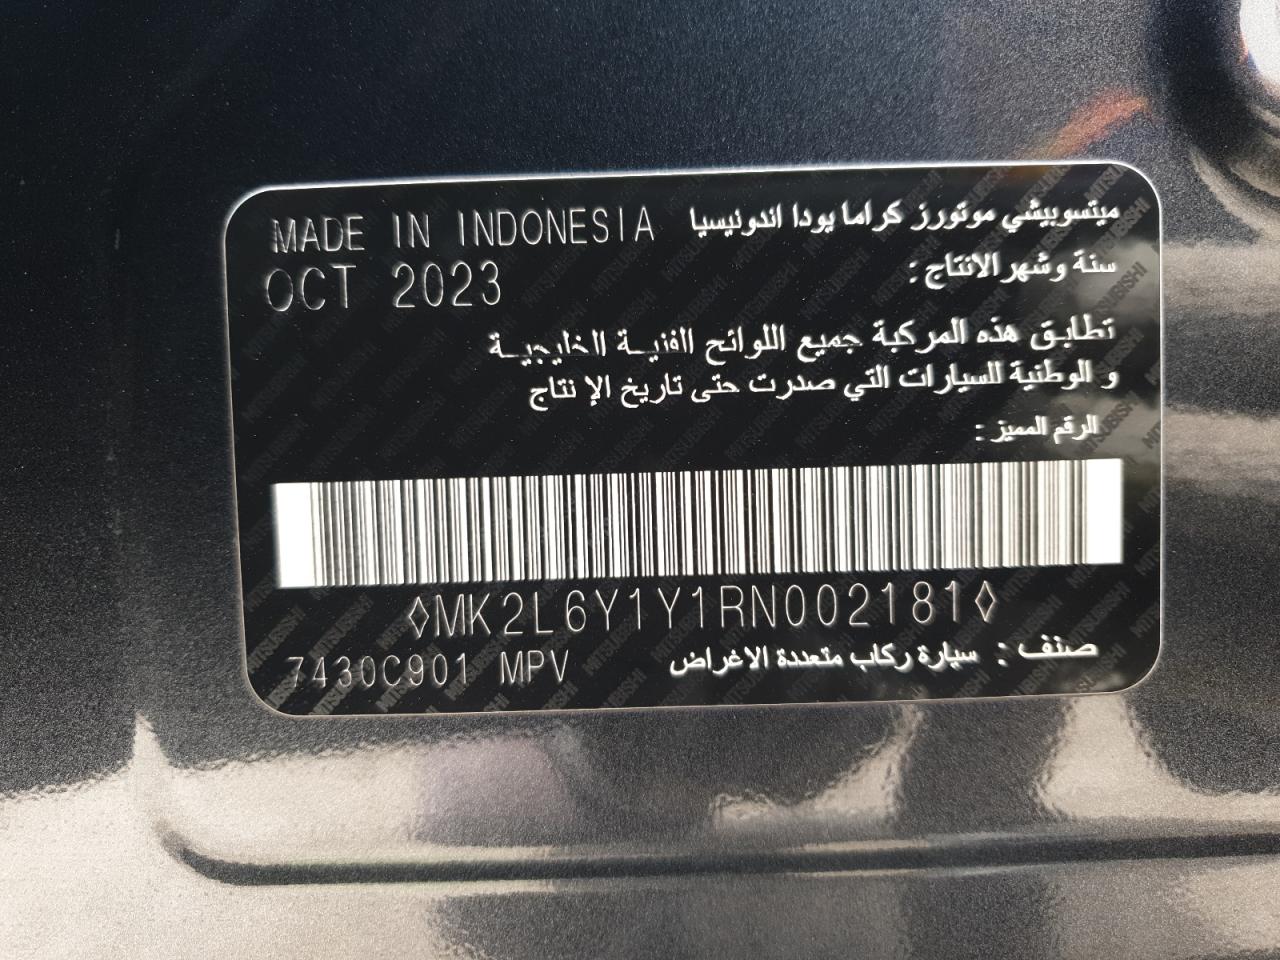 MADE IN INDONESIA ميتسوبيشي موتورز كراما يودا اندونيسيا
OCT 2023 سنة وشهر الانتاج :
تطابق هذه المركبة جميع اللوائح الفنية الخليجية
و الوطنية للسيارات التي صدرت حتى تاريخ الإ نتاج
الرقم المميز :
◊MK2L6Y1Y1RN002181◊
7430C901 MPV صنف : سيارة ركاب متعددة الاغراض